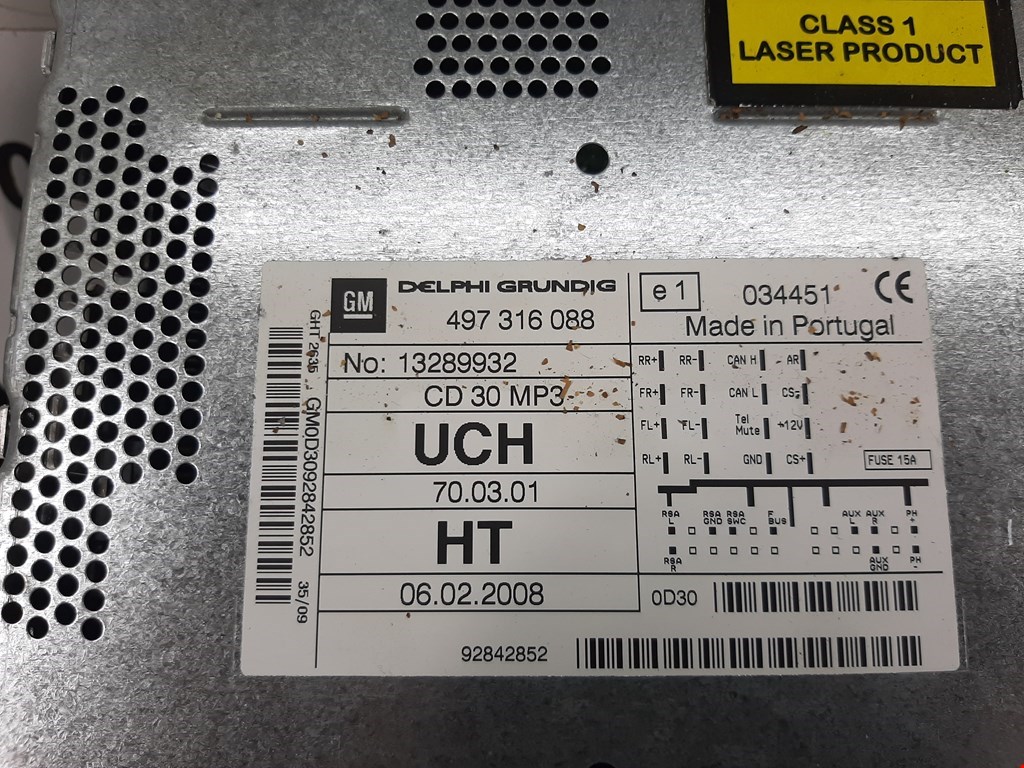 CLASS 1
LASER PRODUCT
GM
DELPHI GRUNDIG
497 316 088
No: 13289932
CD 30 MP3
UCH
70.03.01
HT
06.02.2008
92842852
e 1
034451
CE
Made in Portugal
RR+ RR- CAN H AR
FR+ FR- CAN L CS-
FL+ FL- Tel Mute +12V
RL+ RL- GND CS+
FUSE 15A
RSA L RSA GND RSA SWC F BUS AUX L AUX R PH +
RSA R AUX GND PH -
0D30
GHT 2635
GM0D3092842852
35/09